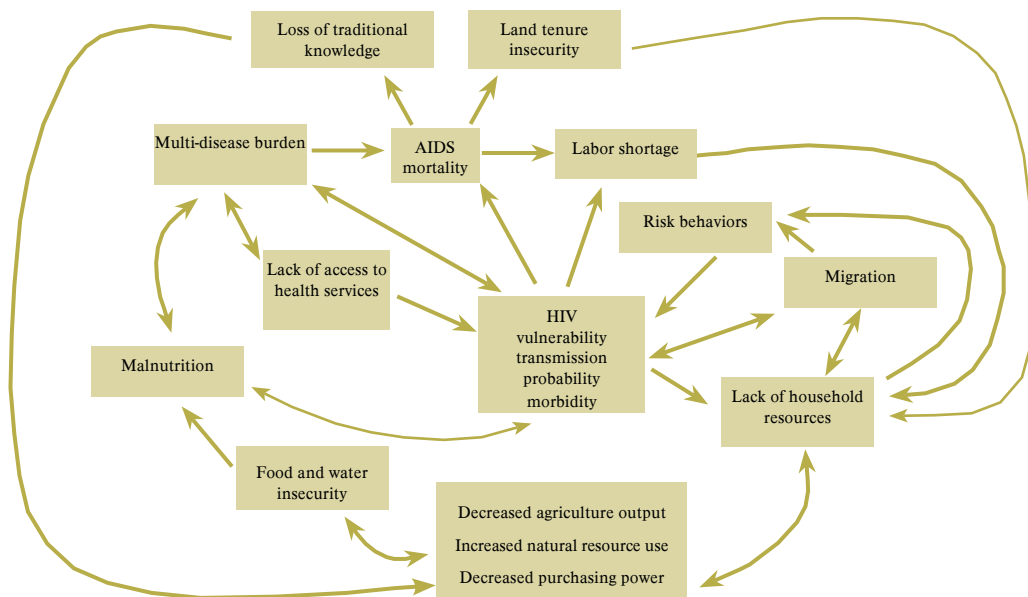 Loss of traditional
knowledge
Land tenure
insecurity
Multi-disease burden
AIDS
mortality
Labor shortage
Risk behaviors
Lack of access to
health services
Migration
HIV
vulnerability
transmission
probability
morbidity
Malnutrition
Lack of household
resources
Food and water
insecurity
Decreased agriculture output
Increased natural resource use
Decreased purchasing power